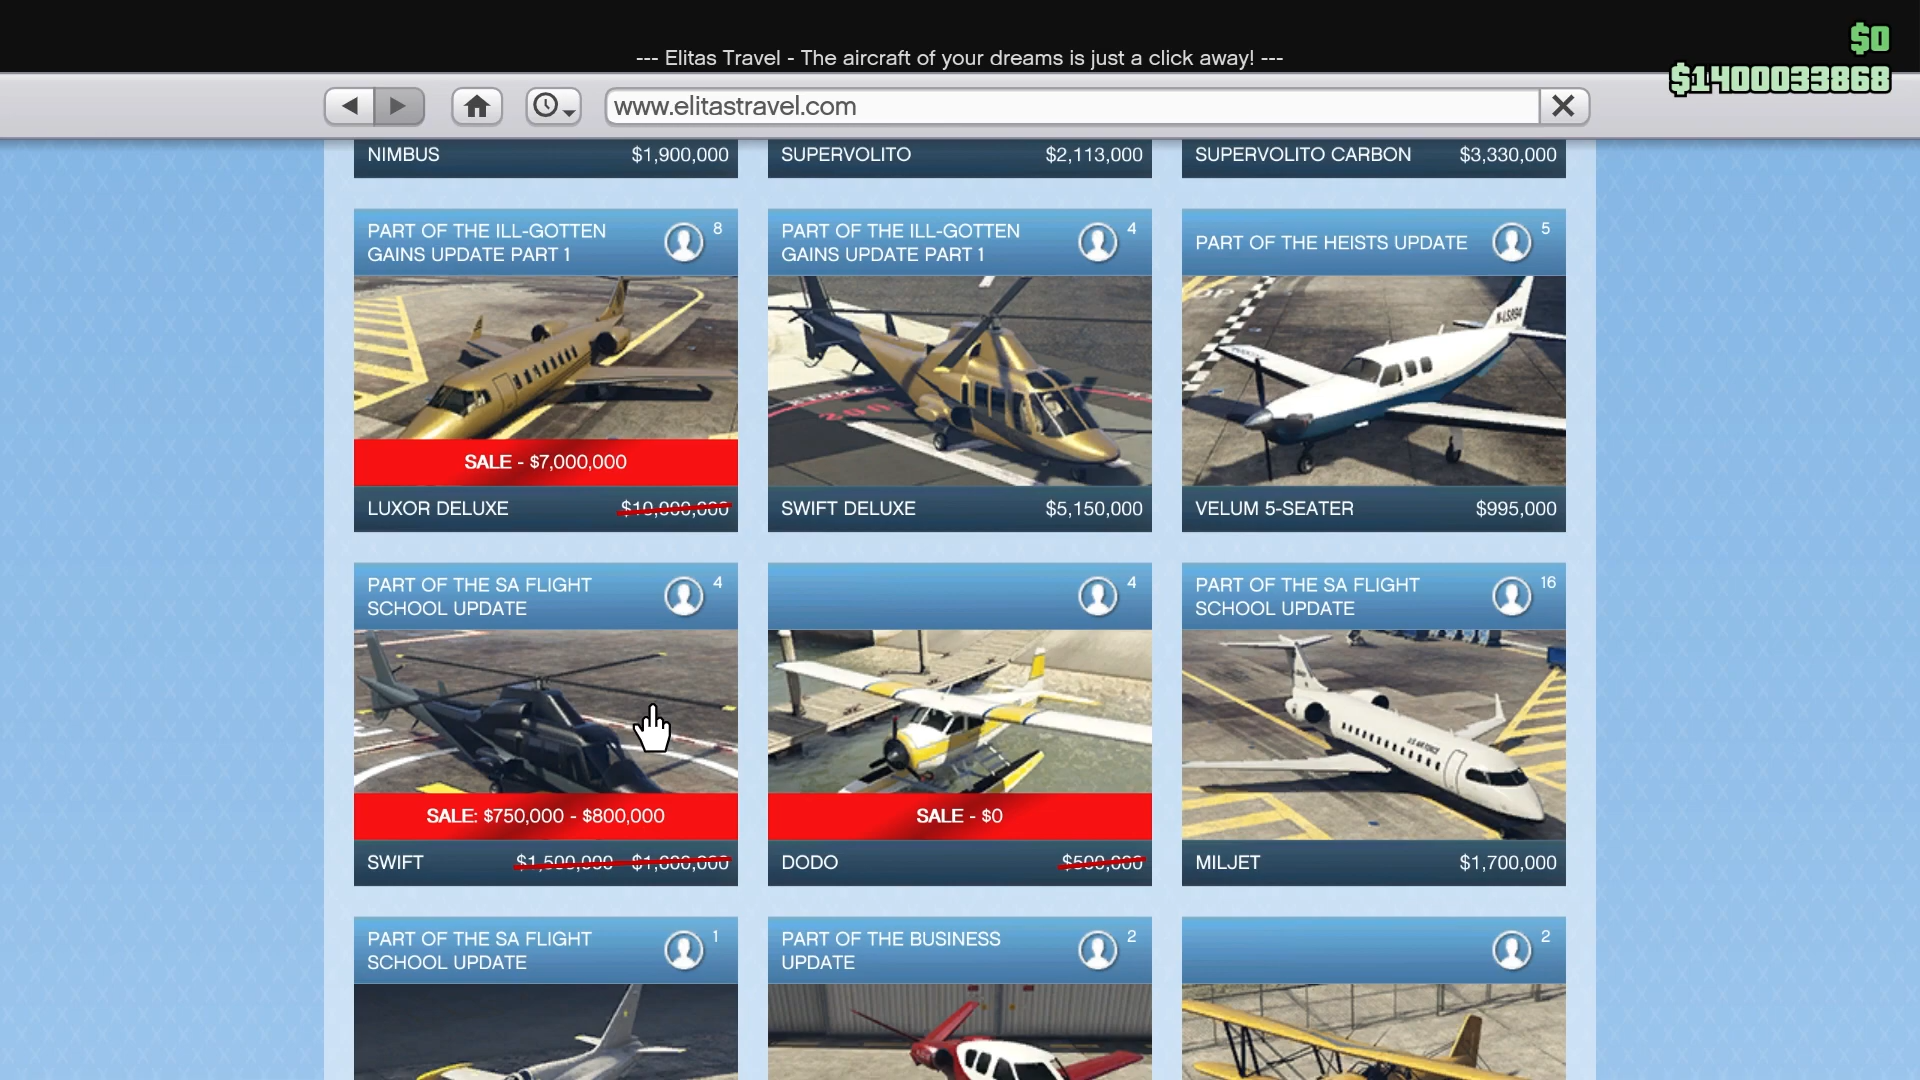 --- Elitas Travel - The aircraft of your dreams is just a click away! ---
$0
$1400033868
www.elitastravel.com
NIMBUS $1,900,000
SUPERVOLITO $2,113,000
SUPERVOLITO CARBON $3,330,000
PART OF THE ILL-GOTTEN
GAINS UPDATE PART 1
8
PART OF THE ILL-GOTTEN
GAINS UPDATE PART 1
4
PART OF THE HEISTS UPDATE
5
SALE - $7,000,000
LUXOR DELUXE $10,000,000
SWIFT DELUXE $5,150,000
VELUM 5-SEATER $995,000
PART OF THE SA FLIGHT
SCHOOL UPDATE
4
4
PART OF THE SA FLIGHT
SCHOOL UPDATE
16
SALE: $750,000 - $800,000
SWIFT $1,500,000 - $1,600,000
SALE - $0
DODO $500,000
MILJET $1,700,000
PART OF THE SA FLIGHT
SCHOOL UPDATE
1
PART OF THE BUSINESS
UPDATE
2
2